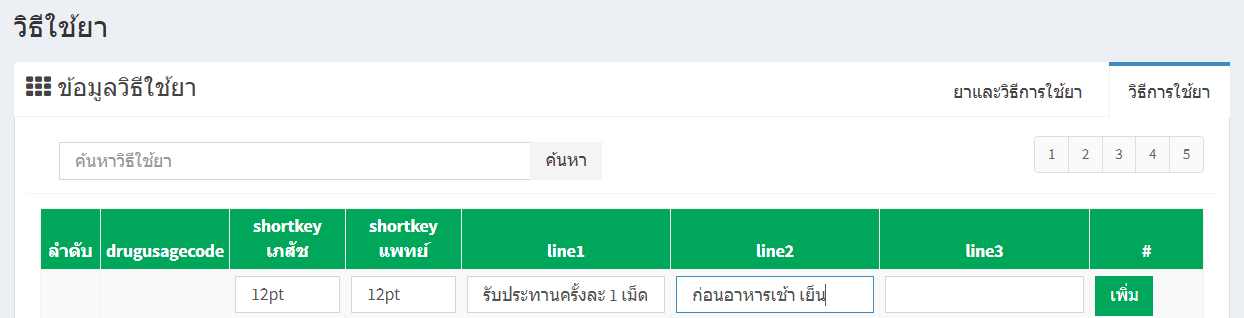 วิธีใช้ยา
ข้อมูลวิธีใช้ยา
ยาและวิธีการใช้ยา วิธีการใช้ยา
ค้นหาวิธีใช้ยา ค้นหา
1 2 3 4 5
ลำดับ drugusagecode shortkey เภสัช shortkey แพทย์ line1 line2 line3 #
12pt 12pt รับประทานครั้งละ 1 เม็ด ก่อนอาหารเช้า เย็น เพิ่ม